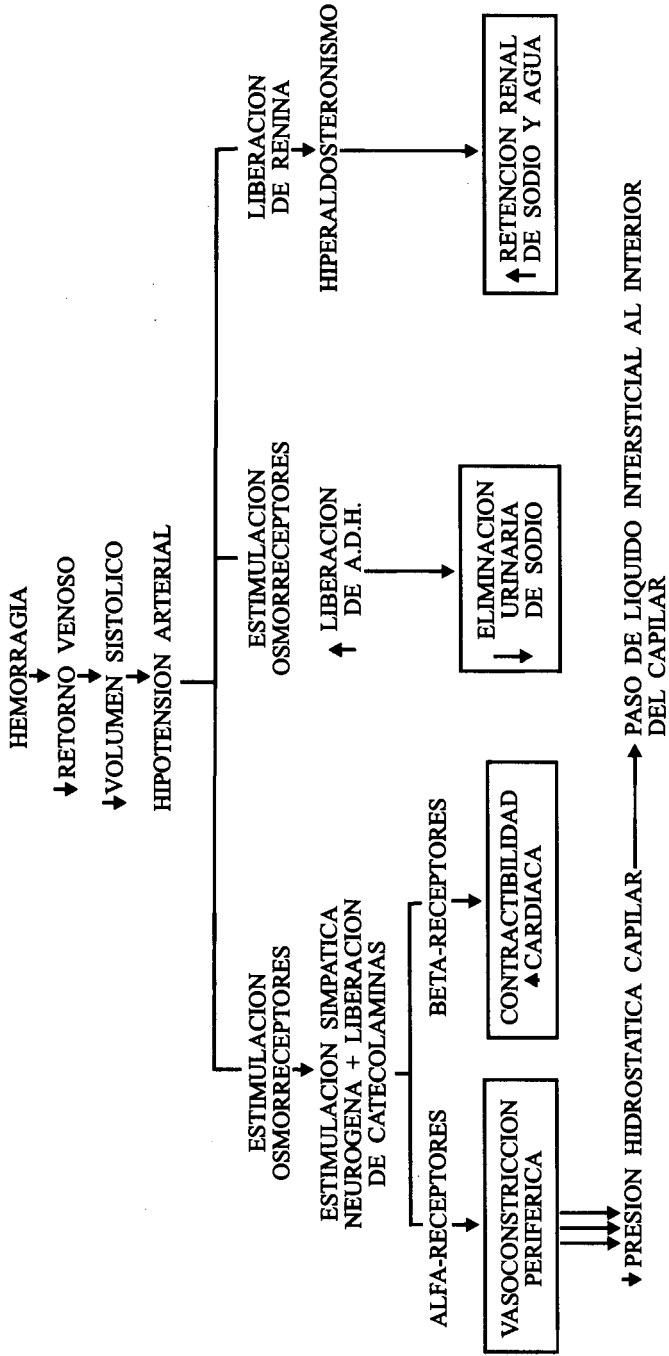 HEMORRAGIA
RETORNO VENOSO
VOLUMEN SISTOLICO
HIPOTENSION ARTERIAL
ESTIMULACION
OSMORRECEPTORES
ESTIMULACION SIMPATICA
NEUROGENA + LIBERACION
DE CATECOLAMINAS
ALFA-RECEPTORES
VASOCONSTRICCION
PERIFERICA
BETA-RECEPTORES
CONTRACTIBILIDAD
CARDIACA
ESTIMULACION
OSMORRECEPTORES
LIBERACION
DE A.D.H.
ELIMINACION
URINARIA
DE SODIO
LIBERACION
DE RENINA
HIPERALDOSTERONISMO
RETENCION RENAL
DE SODIO Y AGUA
PRESION HIDROSTATICA CAPILAR
PASO DE LIQUIDO INTERSTICIAL AL INTERIOR
DEL CAPILAR